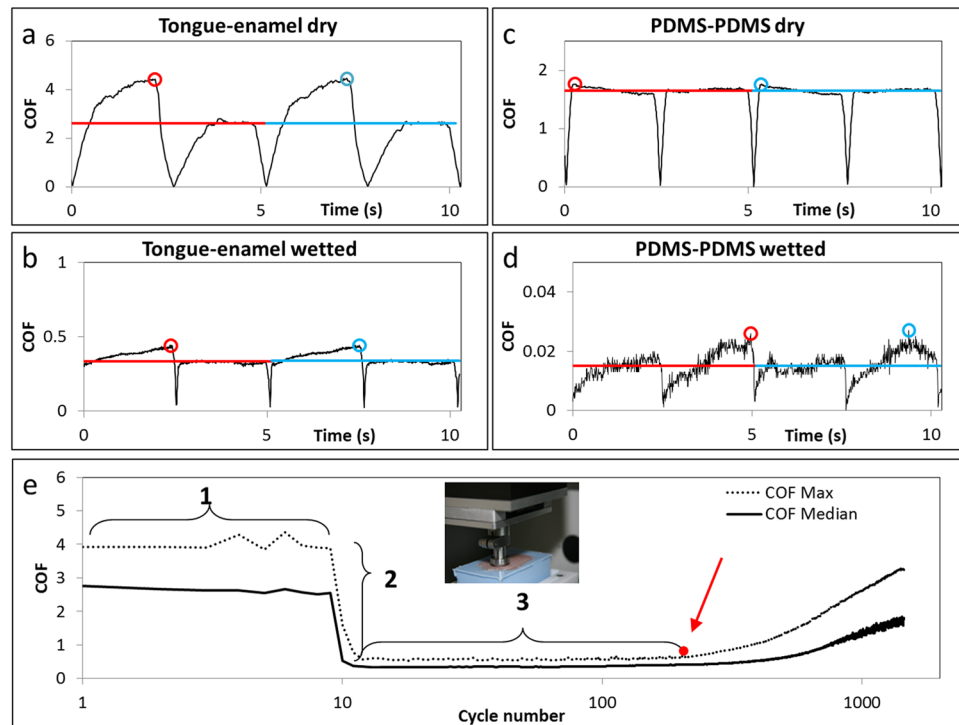 a
Tongue-enamel dry
6
4
2
0
COF
0
5
10
Time (s)
c
PDMS-PDMS dry
2
1
0
COF
0
5
10
Time (s)
b
Tongue-enamel wetted
1
0.5
0
COF
0
5
10
Time (s)
d
PDMS-PDMS wetted
0.04
0.02
0
COF
0
5
10
Time (s)
e
6
5
4
3
2
1
0
COF
1
2
3
COF Max
COF Median
1
10
100
1000
Cycle number